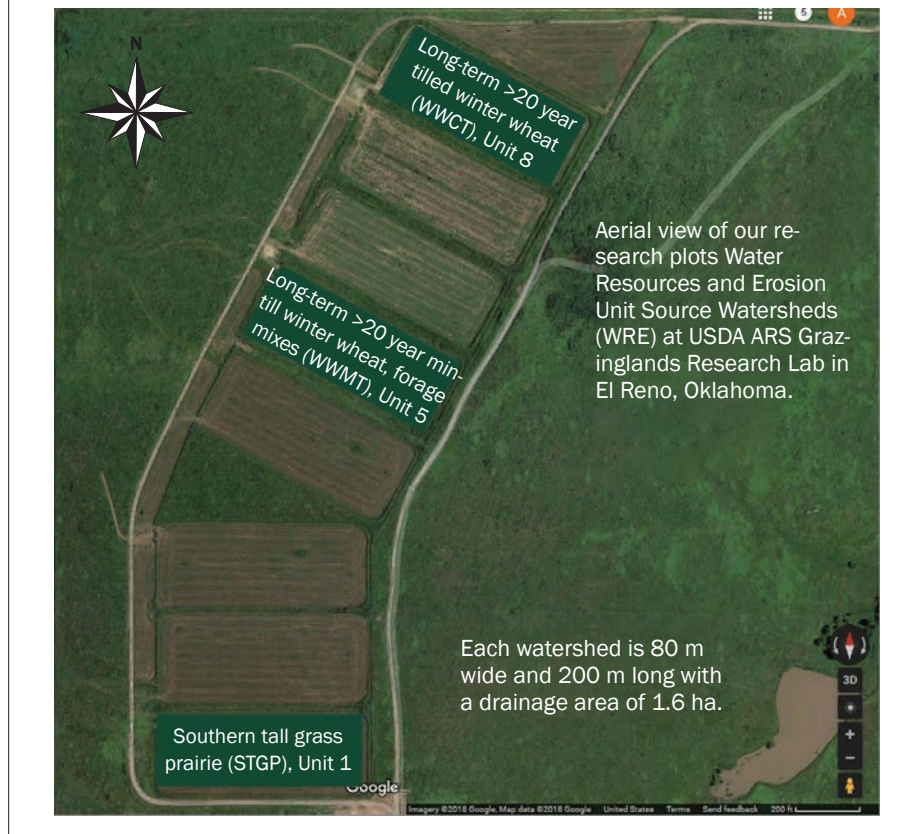 N
5
A
Long-term >20 year
tilled winter wheat
(WWCT), Unit 8
Aerial view of our re-
search plots Water
Resources and Erosion
Unit Source Watersheds
(WRE) at USDA ARS Graz-
inglands Research Lab in
El Reno, Oklahoma.
Long-term >20 year min-
till winter wheat, forage
mixes (WWMT), Unit 5
Each watershed is 80 m
wide and 200 m long with
a drainage area of 1.6 ha.
3D
+
−
Southern tall grass
prairie (STGP), Unit 1
Google
Imagery ©2018 Google, Map data ©2018 Google United States Terms Send feedback 200 ft